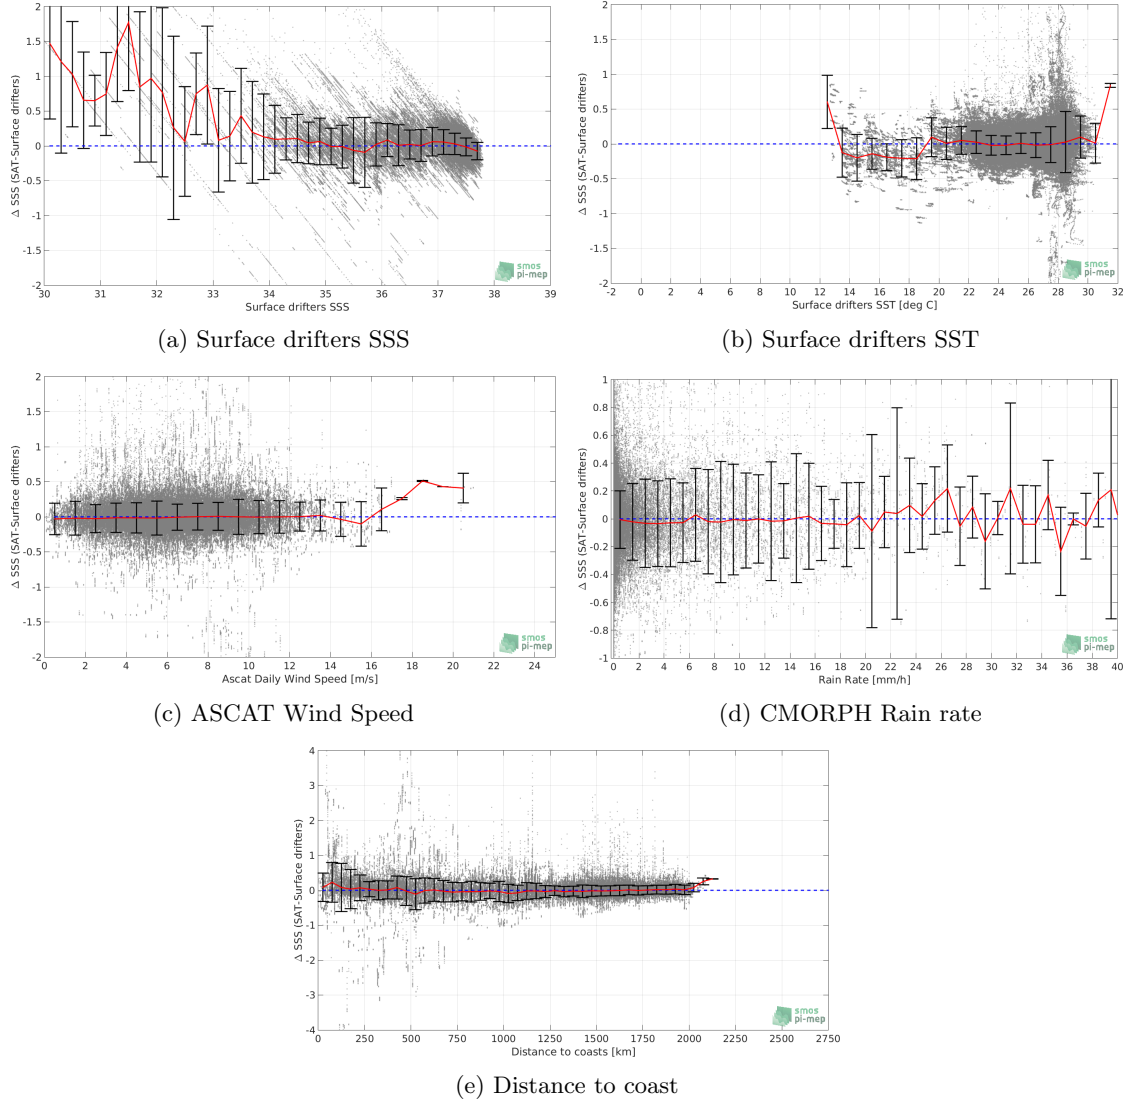 Δ SSS (SAT-Surface drifters)
2
1.5
1
0.5
0
-0.5
-1
-1.5
-2
30 31 32 33 34 35 36 37 38 39
Surface drifters SSS
smos
pi-mep
(a) Surface drifters SSS
Δ SSS (SAT-Surface drifters)
2
1.5
1
0.5
0
-0.5
-1
-1.5
-2
-2 0 2 4 6 8 10 12 14 16 18 20 22 24 26 28 30 32
Surface drifters SST [deg C]
smos
pi-mep
(b) Surface drifters SST
Δ SSS (SAT-Surface drifters)
2
1.5
1
0.5
0
-0.5
-1
-1.5
-2
0 2 4 6 8 10 12 14 16 18 20 22 24
Ascat Daily Wind Speed [m/s]
smos
pi-mep
(c) ASCAT Wind Speed
Δ SSS (SAT-Surface drifters)
1
0.8
0.6
0.4
0.2
0
-0.2
-0.4
-0.6
-0.8
-1
0 2 4 6 8 10 12 14 16 18 20 22 24 26 28 30 32 34 36 38 40
Rain Rate [mm/h]
smos
pi-mep
(d) CMORPH Rain rate
Δ SSS (SAT-Surface drifters)
4
3
2
1
0
-1
-2
-3
-4
0 250 500 750 1000 1250 1500 1750 2000 2250 2500 2750
Distance to coasts [km]
smos
pi-mep
(e) Distance to coast